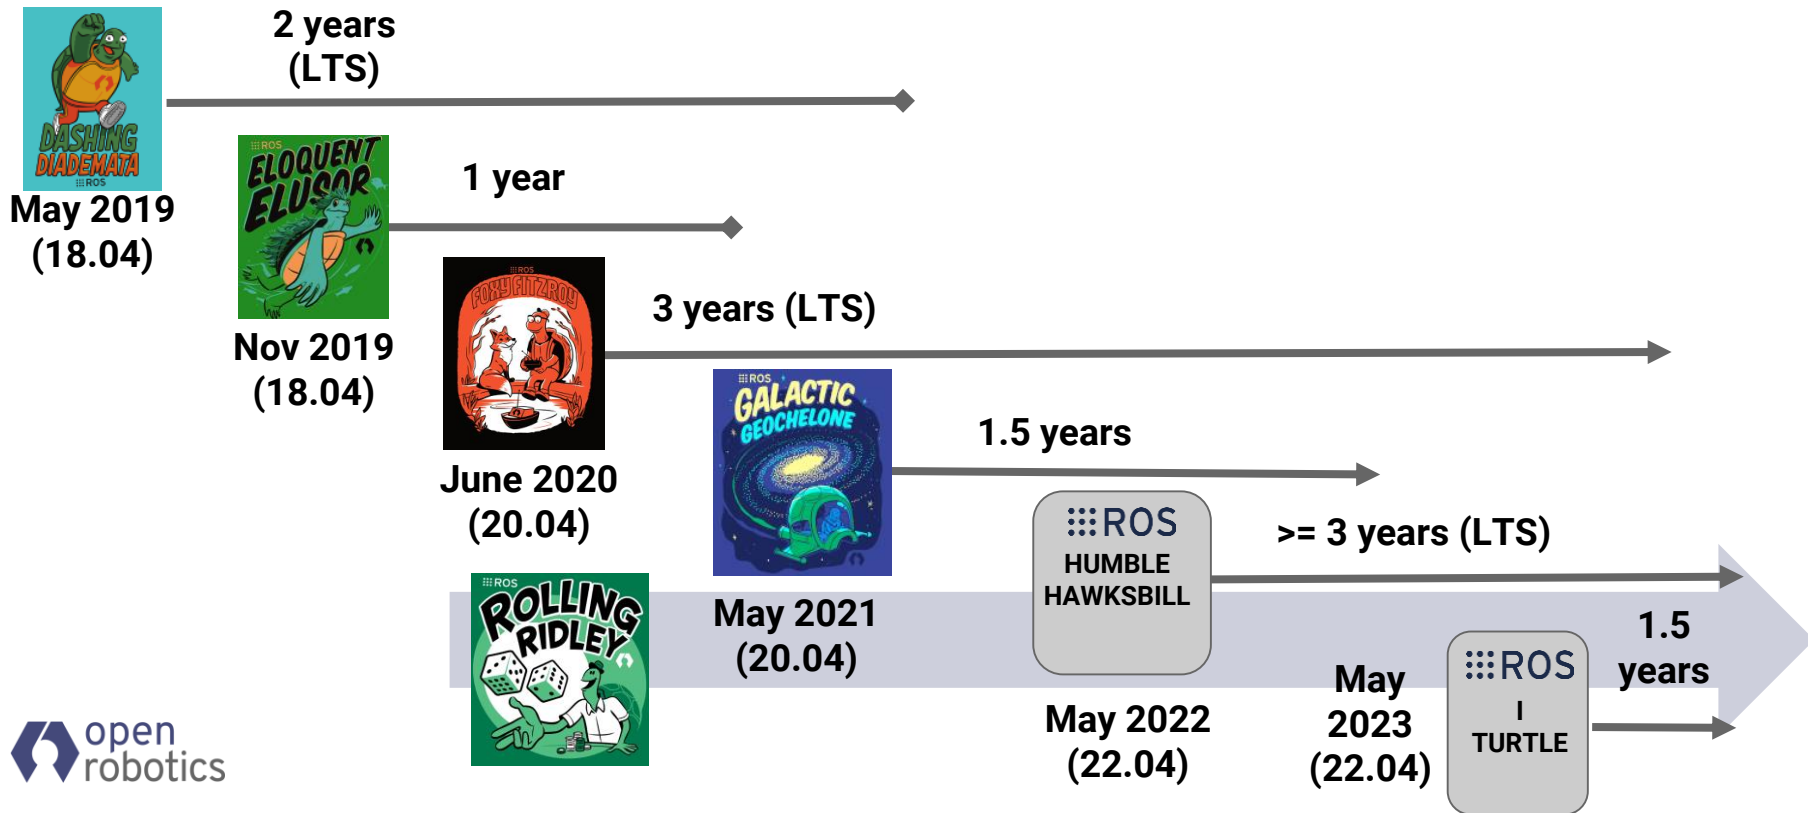 2 years
(LTS)
DASHING
DIADEMATA
ROS
May 2019
(18.04)
ROS
ELOQUENT
ELUSOR
1 year
Nov 2019
(18.04)
ROS
FOXY FITZROY
3 years (LTS)
June 2020
(20.04)
ROS
GALACTIC
GEOCHELONE
1.5 years
May 2021
(20.04)
ROS
ROLLING
RIDLEY
ROS
HUMBLE
HAWKSBILL
>= 3 years (LTS)
May 2022
(22.04)
May
2023
(22.04)
ROS
I
TURTLE
1.5
years
open
robotics